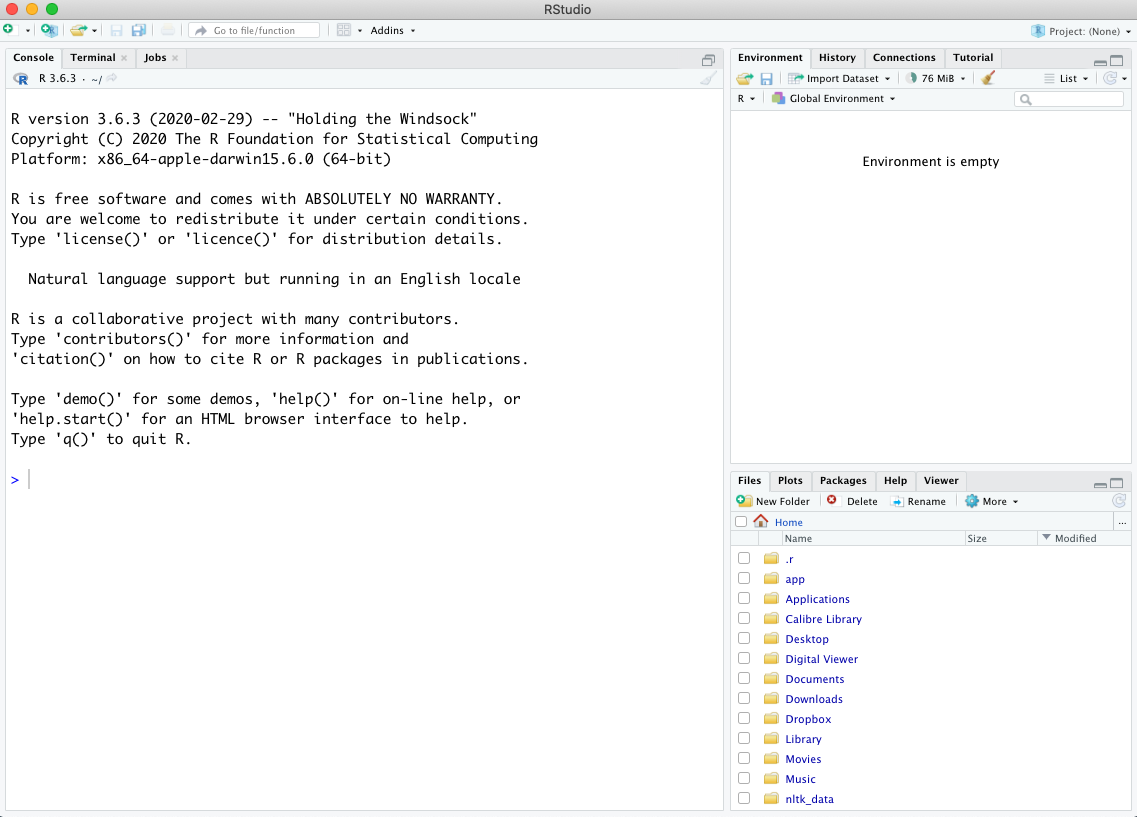 RStudio
Go to file/function
Addins
Project: (None)
Console Terminal Jobs
R 3.6.3 · ~/
R version 3.6.3 (2020-02-29) -- "Holding the Windsock"
Copyright (C) 2020 The R Foundation for Statistical Computing
Platform: x86_64-apple-darwin15.6.0 (64-bit)
R is free software and comes with ABSOLUTELY NO WARRANTY.
You are welcome to redistribute it under certain conditions.
Type 'license()' or 'licence()' for distribution details.
Natural language support but running in an English locale
R is a collaborative project with many contributors.
Type 'contributors()' for more information and
'citation()' on how to cite R or R packages in publications.
Type 'demo()' for some demos, 'help()' for on-line help, or
'help.start()' for an HTML browser interface to help.
Type 'q()' to quit R.
>
Environment History Connections Tutorial
Import Dataset 76 MiB List
R Global Environment
Environment is empty
Files Plots Packages Help Viewer
New Folder Delete Rename More
Home ...
Name Size Modified
.r
app
Applications
Calibre Library
Desktop
Digital Viewer
Documents
Downloads
Dropbox
Library
Movies
Music
nltk_data